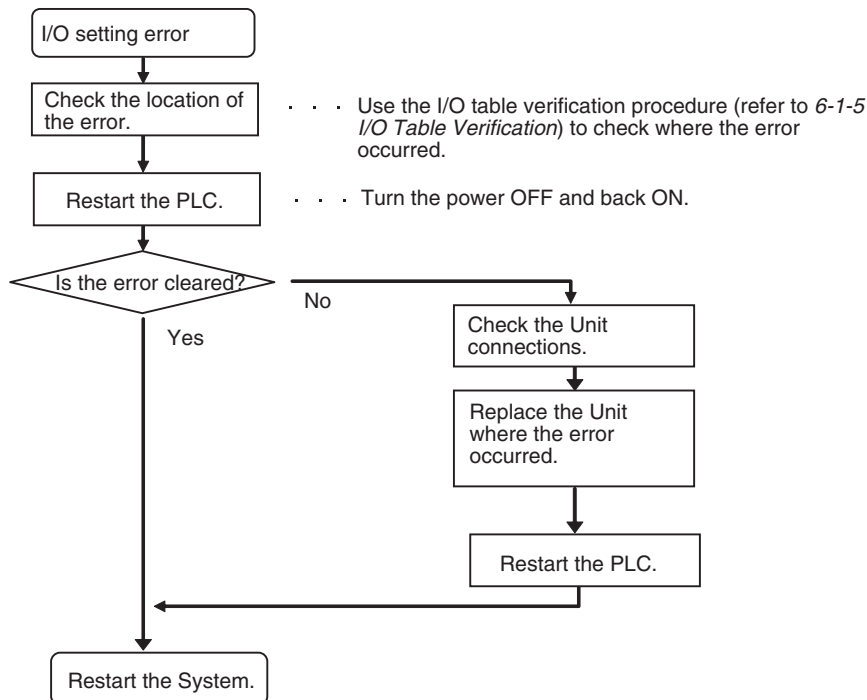 I/O setting error
Check the location of
the error.
· · · Use the I/O table verification procedure (refer to 6-1-5
I/O Table Verification) to check where the error
occurred.
Restart the PLC.
· · · Turn the power OFF and back ON.
Is the error cleared?
No
Yes
Check the Unit
connections.
Replace the Unit
where the error
occurred.
Restart the PLC.
Restart the System.